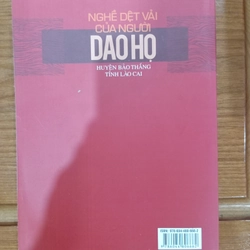 NGHỀ DỆT VẢI
CỦA NGƯỜI
DAO HỌ
HUYỆN BẢO THẮNG
TỈNH LÀO CAI